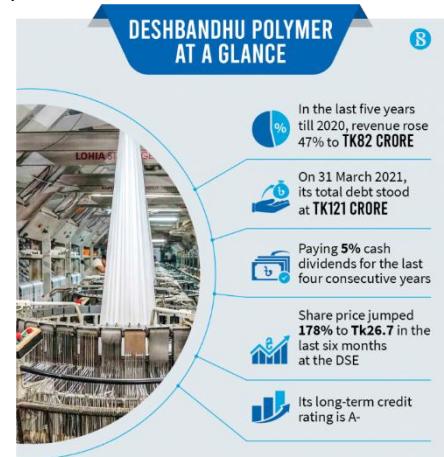 DESHBANDHU POLYMER
AT A GLANCE
In the last five years
till 2020, revenue rose
47% to TK82 CRORE
On 31 March 2021,
its total debt stood
at TK121 CRORE
Paying 5% cash
dividends for the last
four consecutive years
Share price jumped
178% to Tk26.7 in the
last six months
at the DSE
Its long-term credit
rating is A-
%
৳
৳
LOHIA